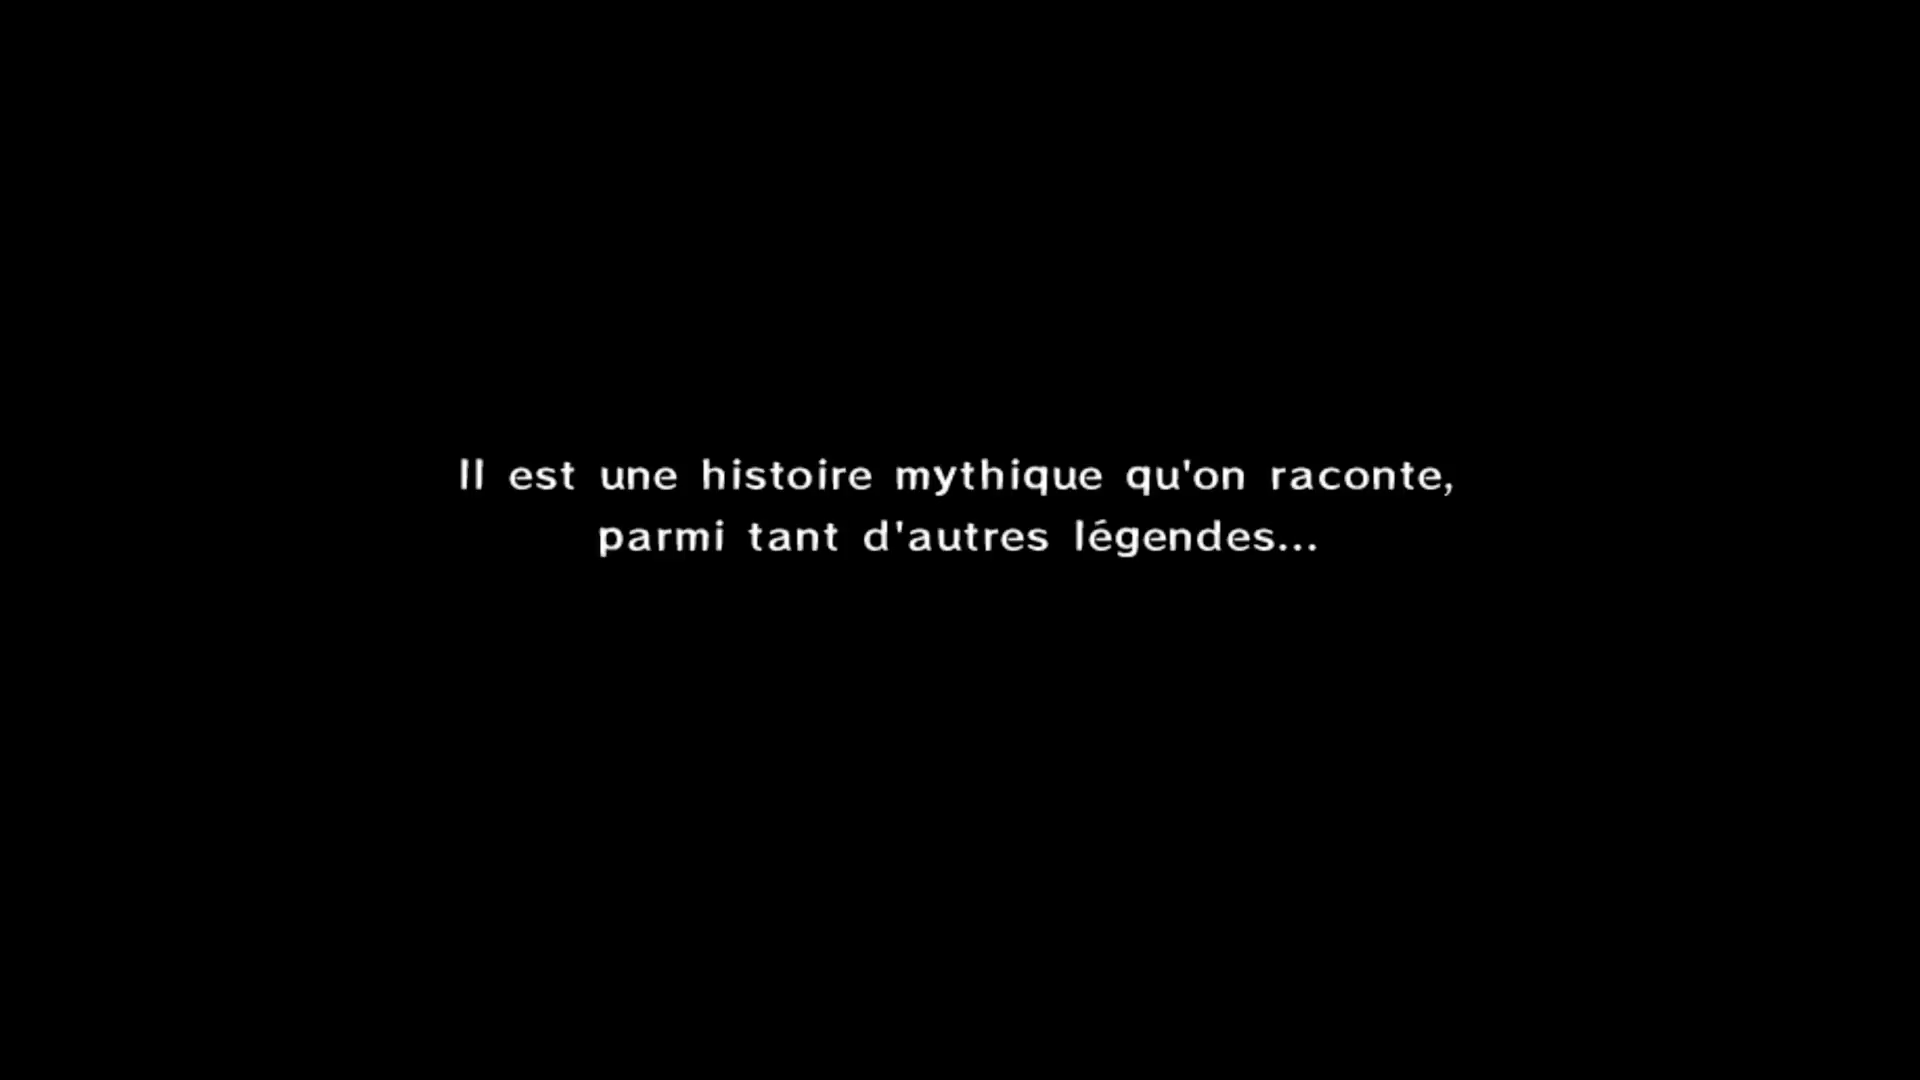 Il est une histoire mythique qu'on raconte,
parmi tant d'autres légendes...